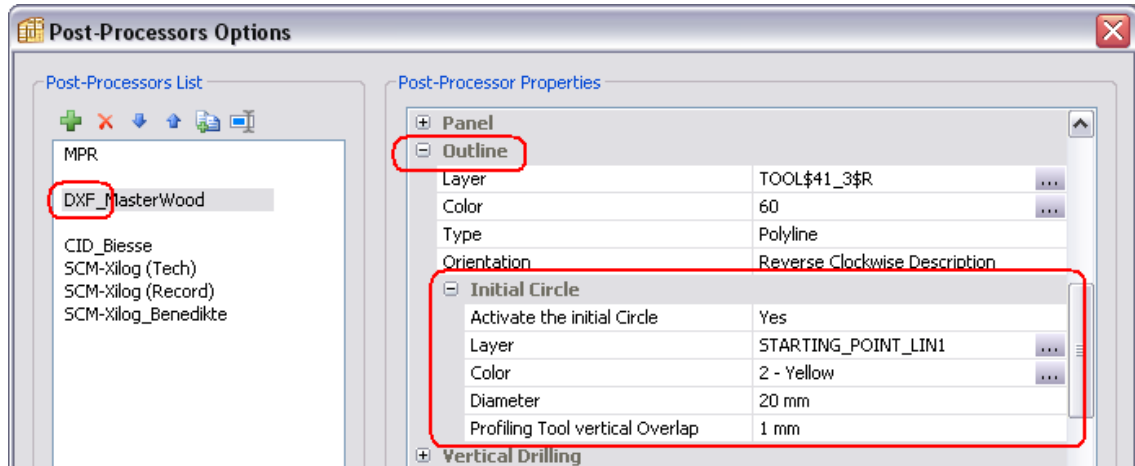 Post-Processors Options
Post-Processors List
MPR
DXF_MasterWood
CID_Biesse
SCM-Xilog (Tech)
SCM-Xilog (Record)
SCM-Xilog_Benedikte
Post-Processor Properties
Panel
Outline
Layer TOOL$41_3$R ...
Color 60 ...
Type Polyline
Orientation Reverse Clockwise Description
Initial Circle
Activate the initial Circle Yes
Layer STARTING_POINT_LIN1 ...
Color 2 - Yellow ...
Diameter 20 mm
Profiling Tool vertical Overlap 1 mm
Vertical Drilling